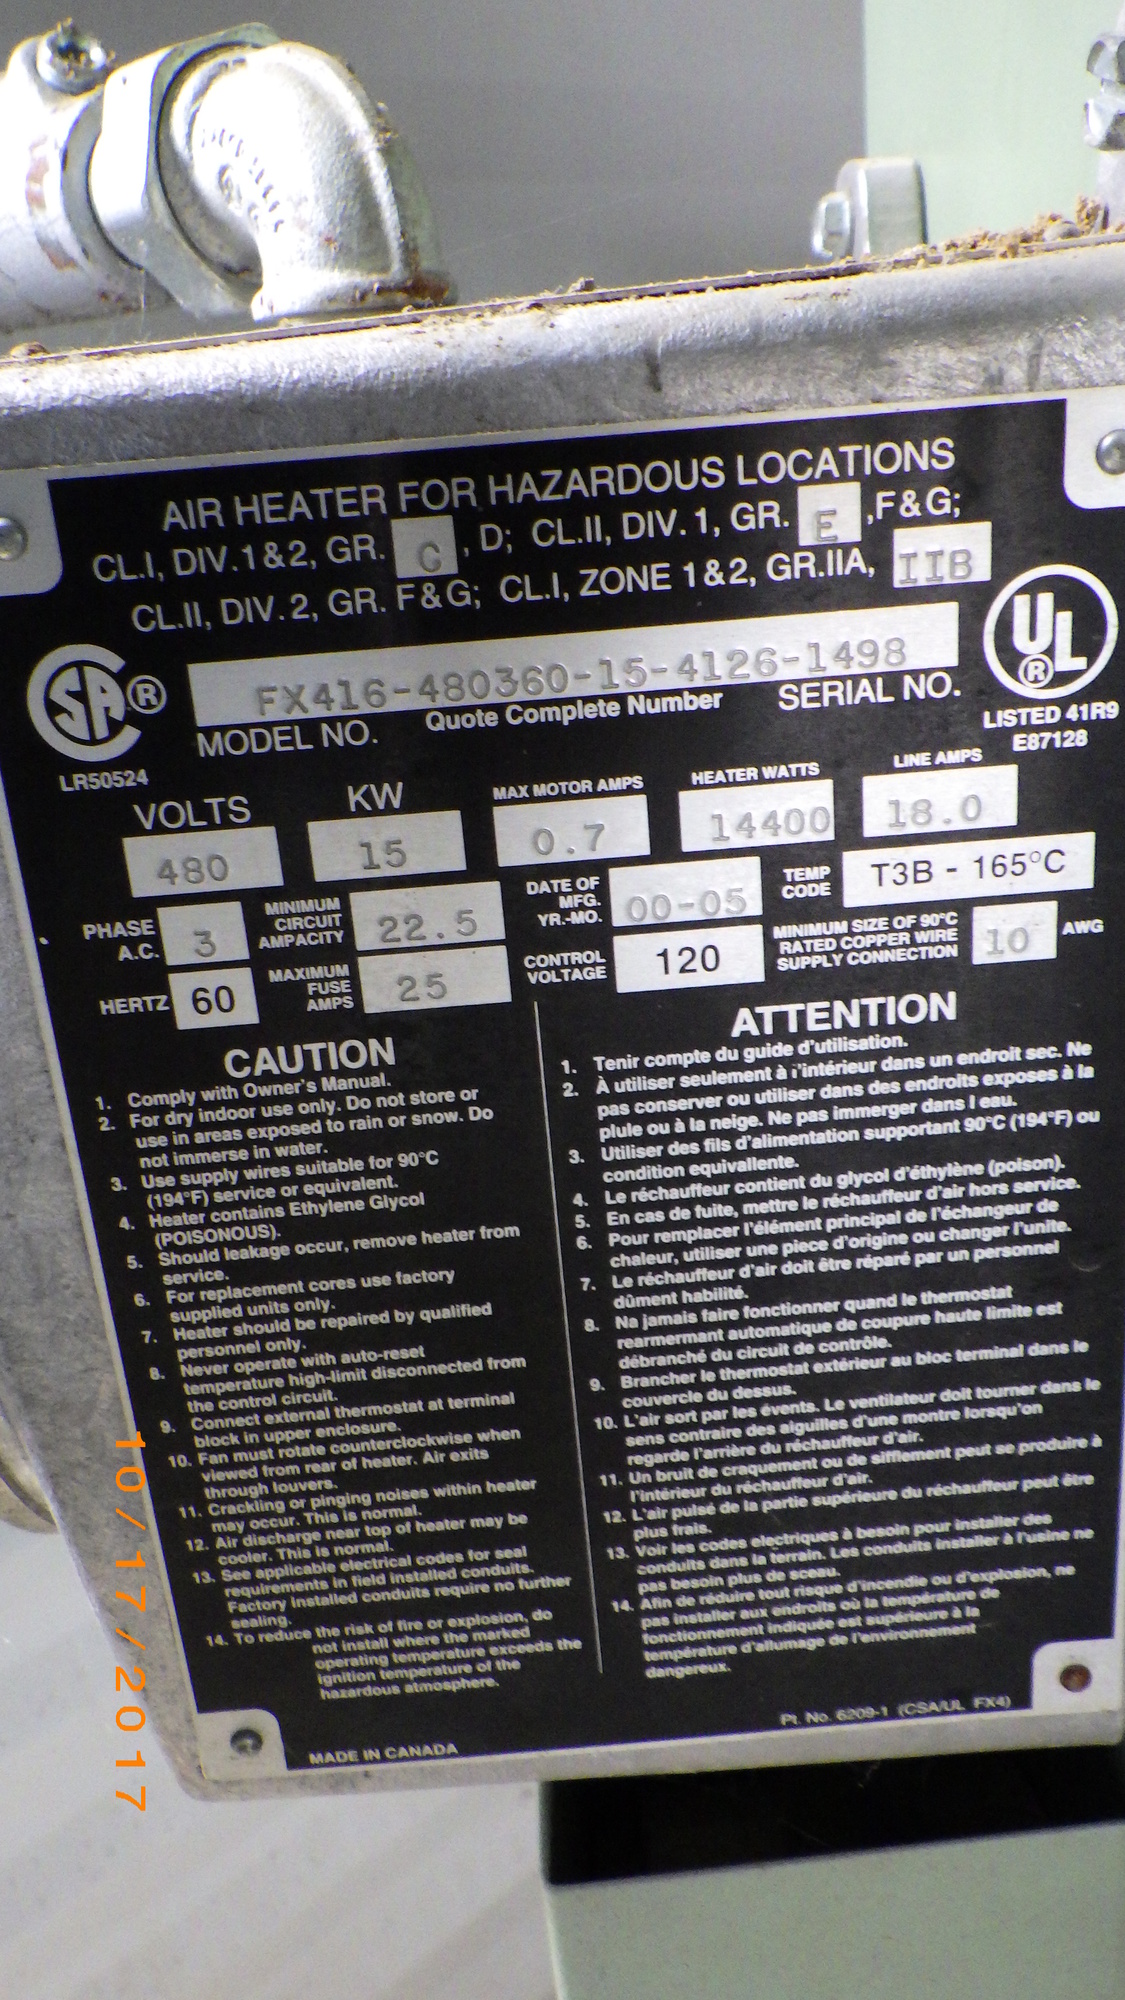 AIR HEATER FOR HAZARDOUS LOCATIONS
CL.I, DIV.1&2, GR. C , D; CL.II, DIV.1, GR. E ,F&G;
CL.II, DIV.2, GR. F&G; CL.I, ZONE 1&2, GR.IIA, IIB
SA ®
UL ®
FX416-480360-15-4126-1498
MODEL NO. Quote Complete Number SERIAL NO.
LR50524
LISTED 41R9
E87128
VOLTS KW MAX MOTOR AMPS HEATER WATTS LINE AMPS
480 15 0.7 14400 18.0
PHASE A.C. 3
MINIMUM CIRCUIT AMPACITY 22.5
DATE OF MFG. YR.-MO. 00-05
TEMP CODE T3B - 165°C
HERTZ 60
MAXIMUM FUSE AMPS 25
CONTROL VOLTAGE 120
MINIMUM SIZE OF 90°C
RATED COPPER WIRE
SUPPLY CONNECTION 10 AWG
CAUTION
1. Comply with Owner's Manual.
2. For dry indoor use only. Do not store or
use in areas exposed to rain or snow. Do
not immerse in water.
3. Use supply wires suitable for 90°C
(194°F) service or equivalent.
4. Heater contains Ethylene Glycol
(POISONOUS).
5. Should leakage occur, remove heater from
service.
6. For replacement cores use factory
supplied units only.
7. Heater should be repaired by qualified
personnel only.
8. Never operate with auto-reset
temperature high-limit disconnected from
the control circuit.
9. Connect external thermostat at terminal
block in upper enclosure.
10. Fan must rotate counterclockwise when
viewed from rear of heater. Air exits
through louvers.
11. Crackling or pinging noises within heater
may occur. This is normal.
12. Air discharge near top of heater may be
cooler. This is normal.
13. See applicable electrical codes for seal
requirements in field installed conduits.
Factory installed conduits require no further
sealing.
14. To reduce the risk of fire or explosion, do
not install where the marked
operating temperature exceeds the
ignition temperature of the
hazardous atmosphere.
ATTENTION
1. Tenir compte du guide d'utilisation.
2. À utiliser seulement à l'intérieur dans un endroit sec. Ne
pas conserver ou utiliser dans des endroits exposes à la
pluie ou à la neige. Ne pas immerger dans l eau.
3. Utiliser des fils d'alimentation supportant 90°C (194°F) ou
condition equivallente.
4. Le réchauffeur contient du glycol d'éthylène (poison).
5. En cas de fuite, mettre le réchauffeur d'air hors service.
6. Pour remplacer l'élément principal de l'échangeur de
chaleur, utiliser une piece d'origine ou changer l'unite.
7. Le réchauffeur d'air doit être réparé par un personnel
dûment habilité.
8. Na jamais faire fonctionner quand le thermostat
rearmermant automatique de coupure haute limite est
débranché du circuit de contrôle.
9. Brancher le thermostat extérieur au bloc terminal dans le
couvercle du dessus.
10. L'air sort par les évents. Le ventilateur doit tourner dans le
sens contraire des aiguilles d'une montre lorsqu'on
regarde l'arrière du réchauffeur d'air.
11. Un bruit de craquement ou de sifflement peut se produire à
l'intérieur du réchauffeur d'air.
12. L'air pulsé de la partie supérieure du réchauffeur peut être
plus frais.
13. Voir les codes electriques à besoin pour installer des
conduits dans la terrain. Les conduits installer à l'usine ne
pas besoin plus de sceau.
14. Afin de réduire tout risque d'incendie ou d'explosion, ne
pas installer aux endroits où la température de
fonctionnement indiquée est supérieure à la
température d'allumage de l'environnement
dangereux.
Pt. No. 6209-1 (CSA/UL FX4)
MADE IN CANADA
10/17/2017